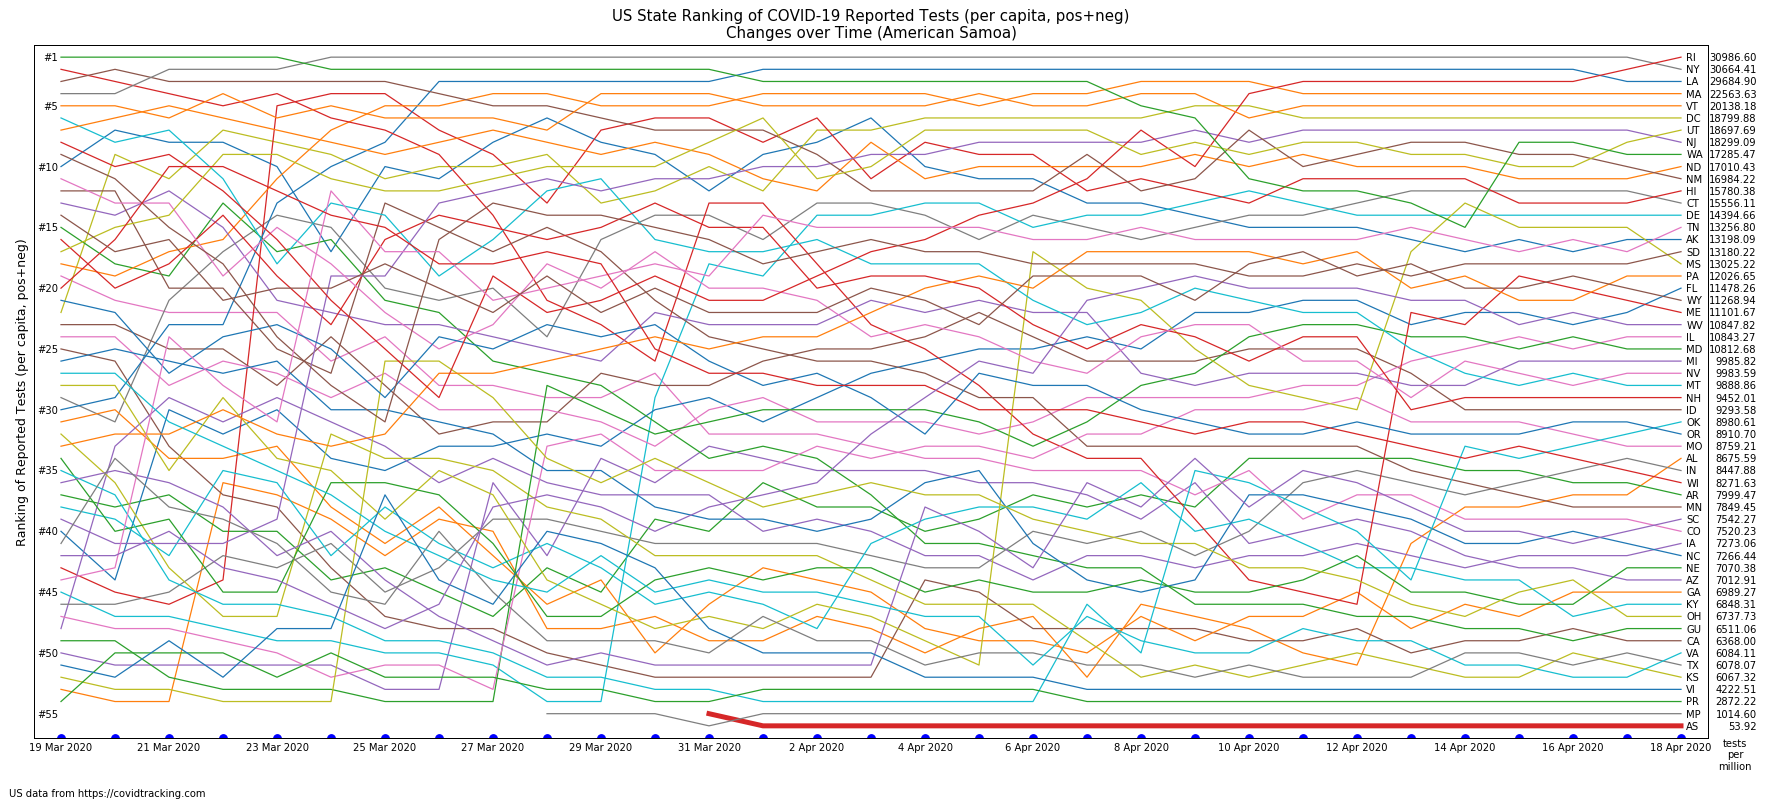 US State Ranking of COVID-19 Reported Tests (per capita, pos+neg)
Changes over Time (American Samoa)
Ranking of Reported Tests (per capita, pos+neg)
#1
#5
#10
#15
#20
#25
#30
#35
#40
#45
#50
#55
RI 30986.60
NY 30664.41
LA 29684.90
MA 22563.63
VT 20138.18
DC 18799.88
UT 18697.69
NJ 18299.09
WA 17285.47
ND 17010.43
NM 16984.22
HI 15780.38
CT 15556.11
DE 14394.66
TN 13256.80
AK 13198.09
SD 13180.22
MS 13025.22
PA 12026.65
FL 11478.26
WY 11268.94
ME 11101.67
WV 10847.82
IL 10843.27
MD 10812.68
MI 9985.82
NV 9983.59
MT 9888.86
NH 9452.01
ID 9293.58
OK 8980.61
OR 8910.70
MO 8759.21
AL 8675.59
IN 8447.88
WI 8271.63
AR 7999.47
MN 7849.45
SC 7542.27
CO 7520.23
IA 7273.06
NC 7266.44
NE 7070.38
AZ 7012.91
GA 6989.27
KY 6848.31
OH 6737.73
GU 6511.06
CA 6368.00
VA 6084.11
TX 6078.07
KS 6067.32
VI 4222.51
PR 2872.22
MP 1014.60
AS 53.92
19 Mar 2020 21 Mar 2020 23 Mar 2020 25 Mar 2020 27 Mar 2020 29 Mar 2020 31 Mar 2020 2 Apr 2020 4 Apr 2020 6 Apr 2020 8 Apr 2020 10 Apr 2020 12 Apr 2020 14 Apr 2020 16 Apr 2020 18 Apr 2020
tests
per
million
US data from https://covidtracking.com